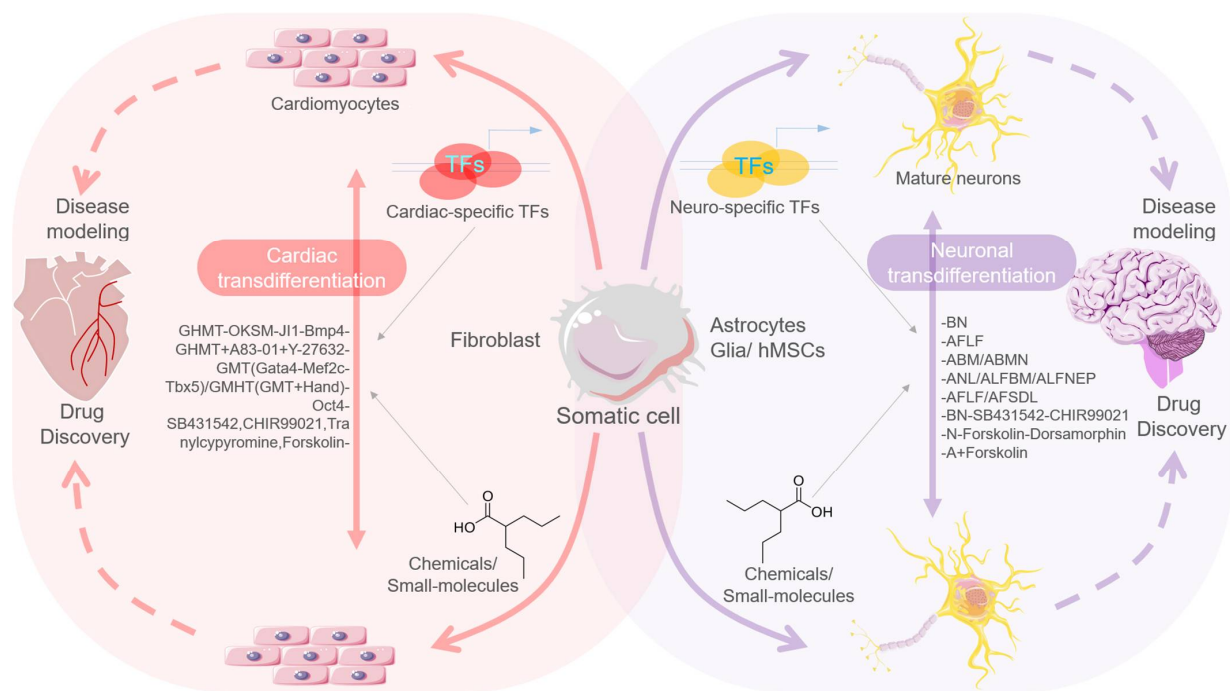 Cardiomyocytes
TFs
Cardiac-specific TFs
Disease
modeling
Cardiac
transdifferentiation
GHMT-OKSM-JI1-Bmp4-
GHMT+A83-01+Y-27632-
GMT(Gata4-Mef2c-
Tbx5)/GMHT(GMT+Hand)-
Oct4-
SB431542,CHIR99021,Tra
nylcypyromine,Forskolin-
Drug
Discovery
O
HO
Chemicals/
Small-molecules
Fibroblast
Somatic cell
Astrocytes
Glia/ hMSCs
TFs
Neuro-specific TFs
Mature neurons
Disease
modeling
Neuronal
transdifferentiation
-BN
-AFLF
-ABM/ABMN
-ANL/ALFBM/ALFNEP
-AFLF/AFSDL
-BN-SB431542-CHIR99021
-N-Forskolin-Dorsamorphin
-A+Forskolin
Drug
Discovery
O
OH
Chemicals/
Small-molecules